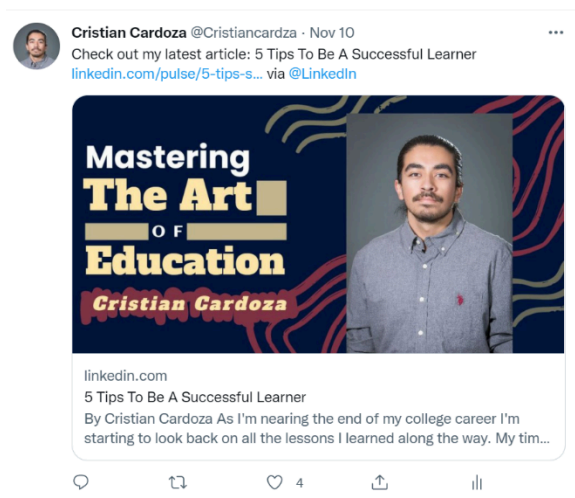 Cristian Cardoza @Cristiancardza · Nov 10
Check out my latest article: 5 Tips To Be A Successful Learner
linkedin.com/pulse/5-tips-s... via @LinkedIn
Mastering
The Art
OF
Education
Cristian Cardoza
linkedin.com
5 Tips To Be A Successful Learner
By Cristian Cardoza As I'm nearing the end of my college career I'm
starting to look back on all the lessons I learned along the way. My tim...
4